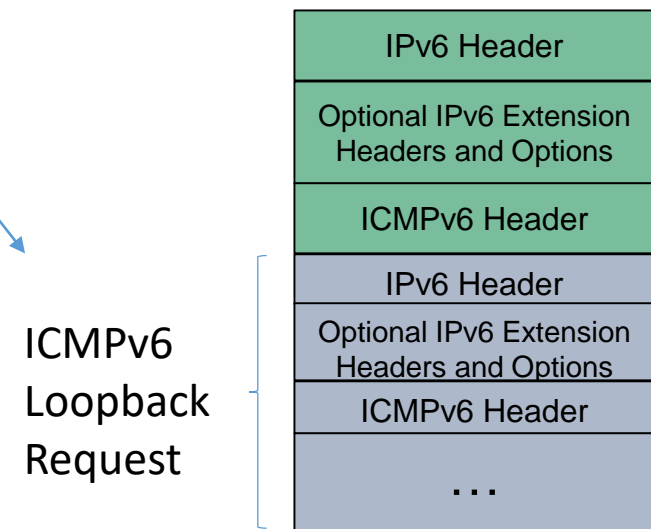 IPv6 Header
Optional IPv6 Extension
Headers and Options
ICMPv6 Header
IPv6 Header
Optional IPv6 Extension
Headers and Options
ICMPv6 Header
...
ICMPv6
Loopback
Request